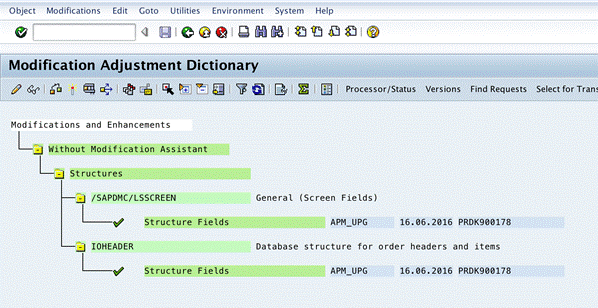 Object Modifications Edit Goto Utilities Environment System Help
Modification Adjustment Dictionary
Processor/Status Versions Find Requests Select for Trans
Modifications and Enhancements
Without Modification Assistant
Structures
/SAPDMC/LSSCREEN General (Screen Fields)
Structure Fields APM_UPG 16.06.2016 PRDK900178
IOHEADER Database structure for order headers and items
Structure Fields APM_UPG 16.06.2016 PRDK900178